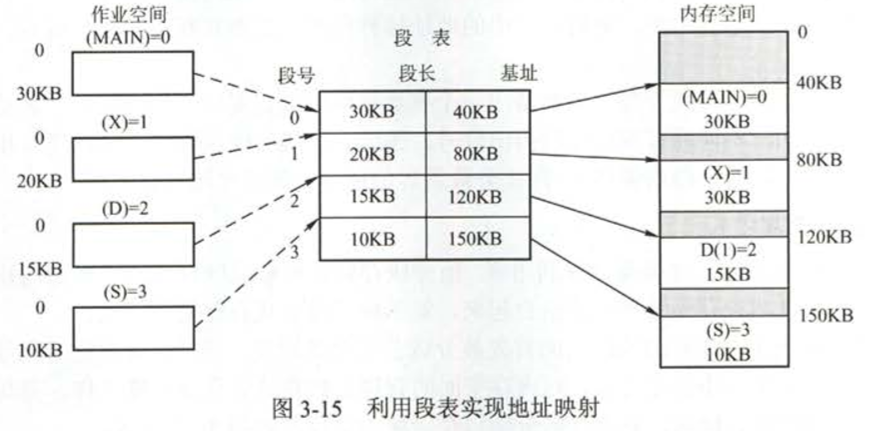 作业空间
(MAIN)=0
0
30KB
(X)=1
0
20KB
(D)=2
0
15KB
(S)=3
0
10KB
段 表
段号 段长 基址
0 30KB 40KB
1 20KB 80KB
2 15KB 120KB
3 10KB 150KB
内存空间
0
40KB
(MAIN)=0
30KB
80KB
(X)=1
30KB
120KB
D(1)=2
15KB
150KB
(S)=3
10KB
图 3-15 利用段表实现地址映射